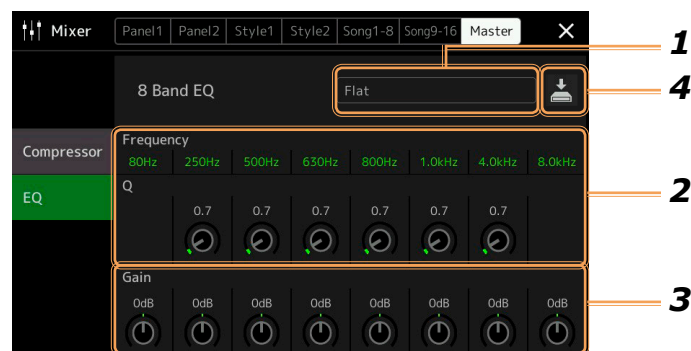 Mixer Panel1 Panel2 Style1 Style2 Song1-8 Song9-16 Master
1
8 Band EQ Flat
4
Compressor
Frequency
80Hz 250Hz 500Hz 630Hz 800Hz 1.0kHz 4.0kHz 8.0kHz
EQ
Q
2
0.7 0.7 0.7 0.7 0.7 0.7
Gain
3
0dB 0dB 0dB 0dB 0dB 0dB 0dB 0dB